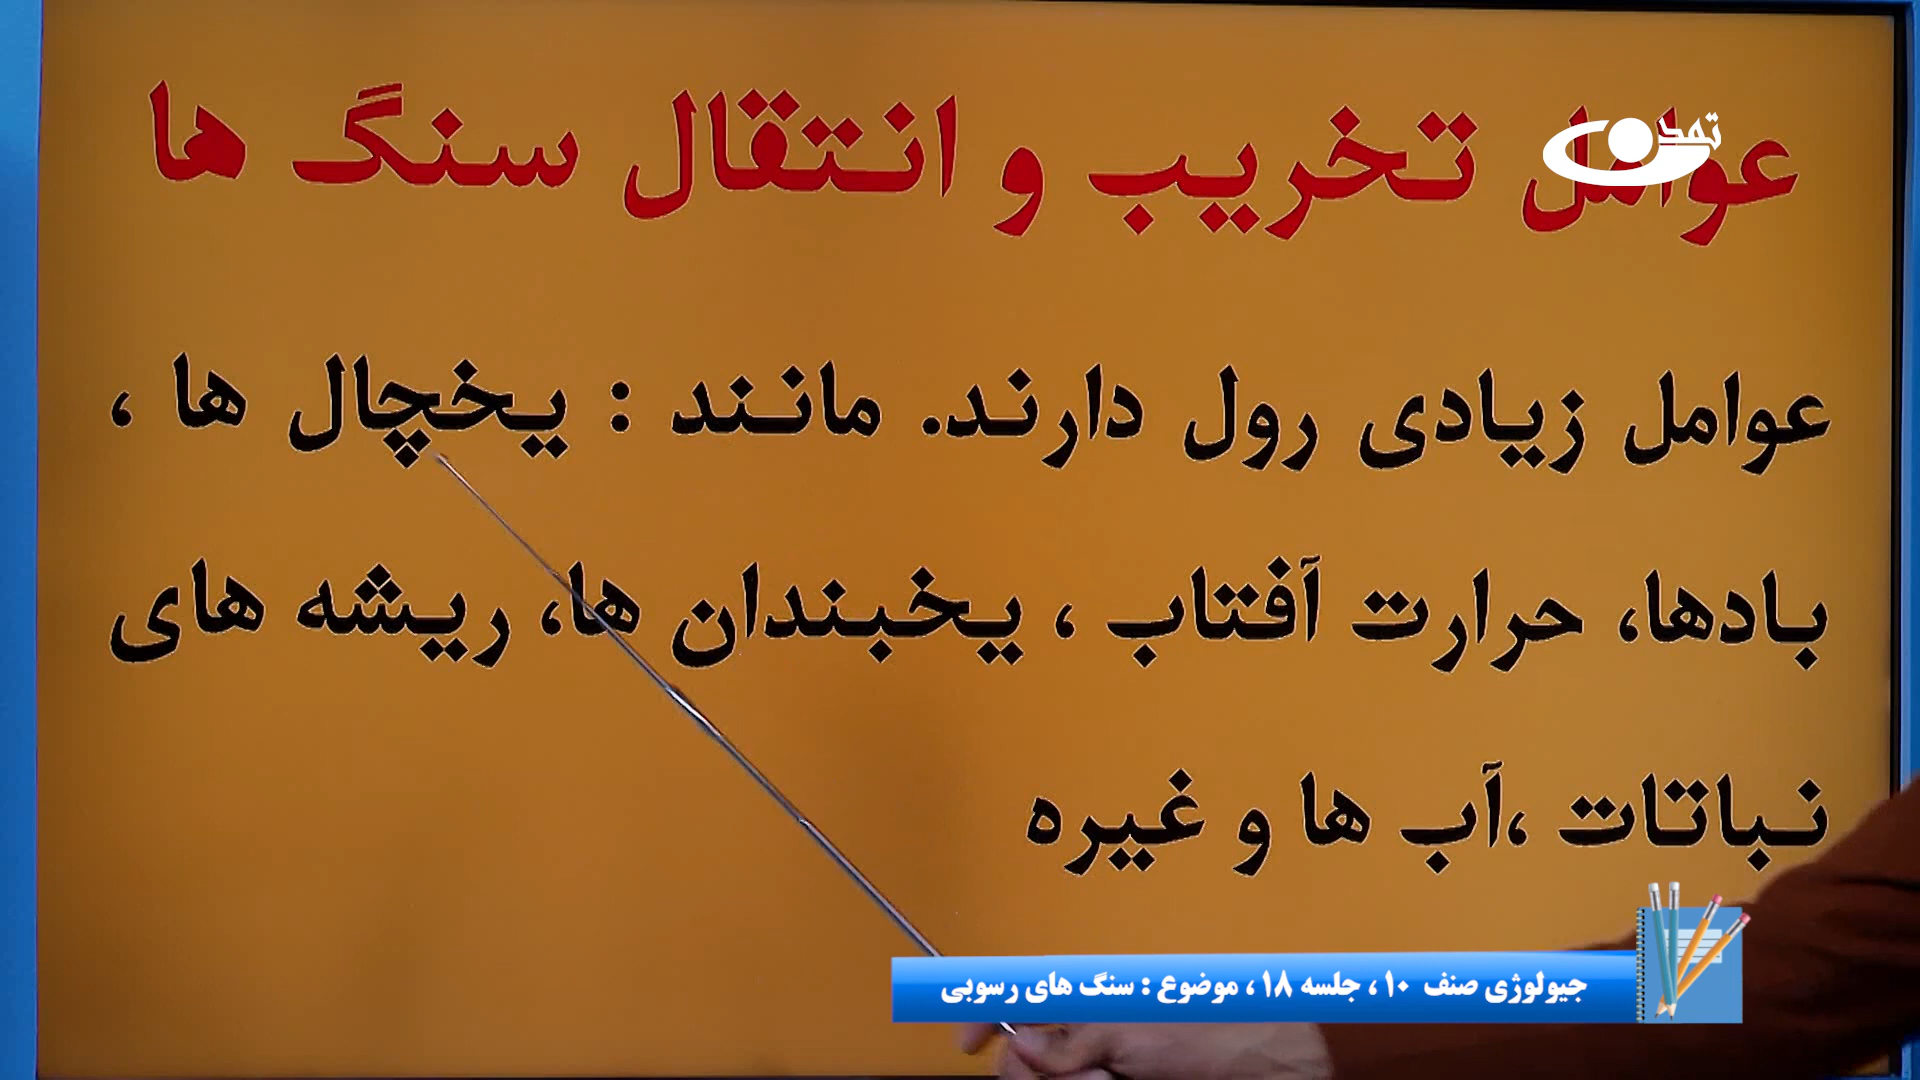 عوامل تخریب و انتقال سنگ ها
تمدن
عوامل زیادی رول دارند. مانند : یخچال ها ،
بادها، حرارت آفتاب ، یخبندان ها، ریشه های
نباتات ،آب ها و غیره
جیولوژی صنف ۱۰ ، جلسه ۱۸ ، موضوع : سنگ های رسوبی